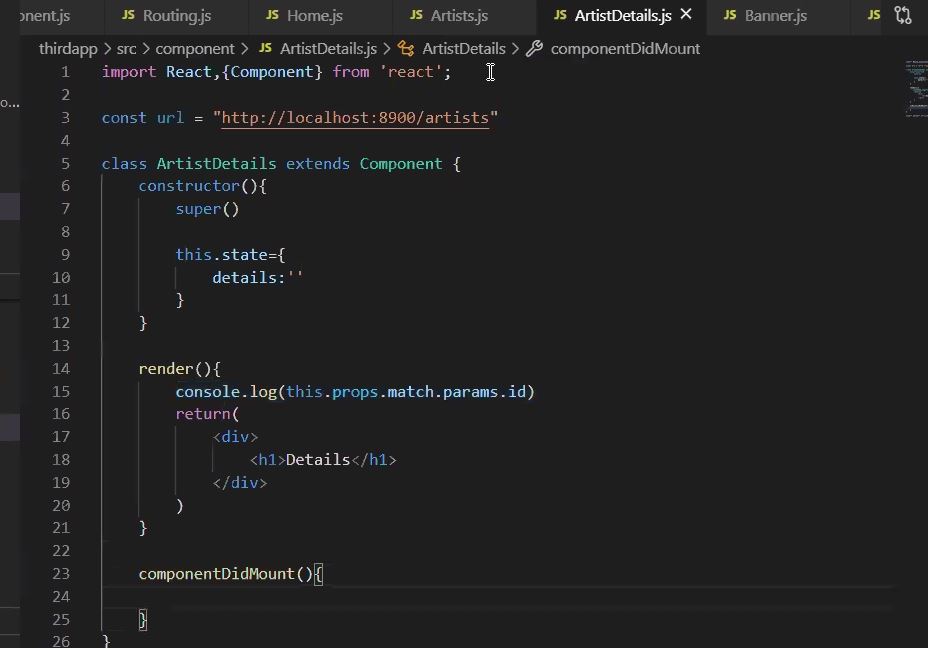 onent.js JS Routing.js JS Home.js JS Artists.js JS ArtistDetails.js JS Banner.js JS
thirdapp > src > component > JS ArtistDetails.js > ArtistDetails > componentDidMount
o...
1 import React,{Component} from 'react';
2
3 const url = "http://localhost:8900/artists"
4
5 class ArtistDetails extends Component {
6 constructor(){
7 super()
8
9 this.state={
10 details:''
11 }
12 }
13
14 render(){
15 console.log(this.props.match.params.id)
16 return(
17 <div>
18 <h1>Details</h1>
19 </div>
20 )
21 }
22
23 componentDidMount(){
24
25 }
26 }